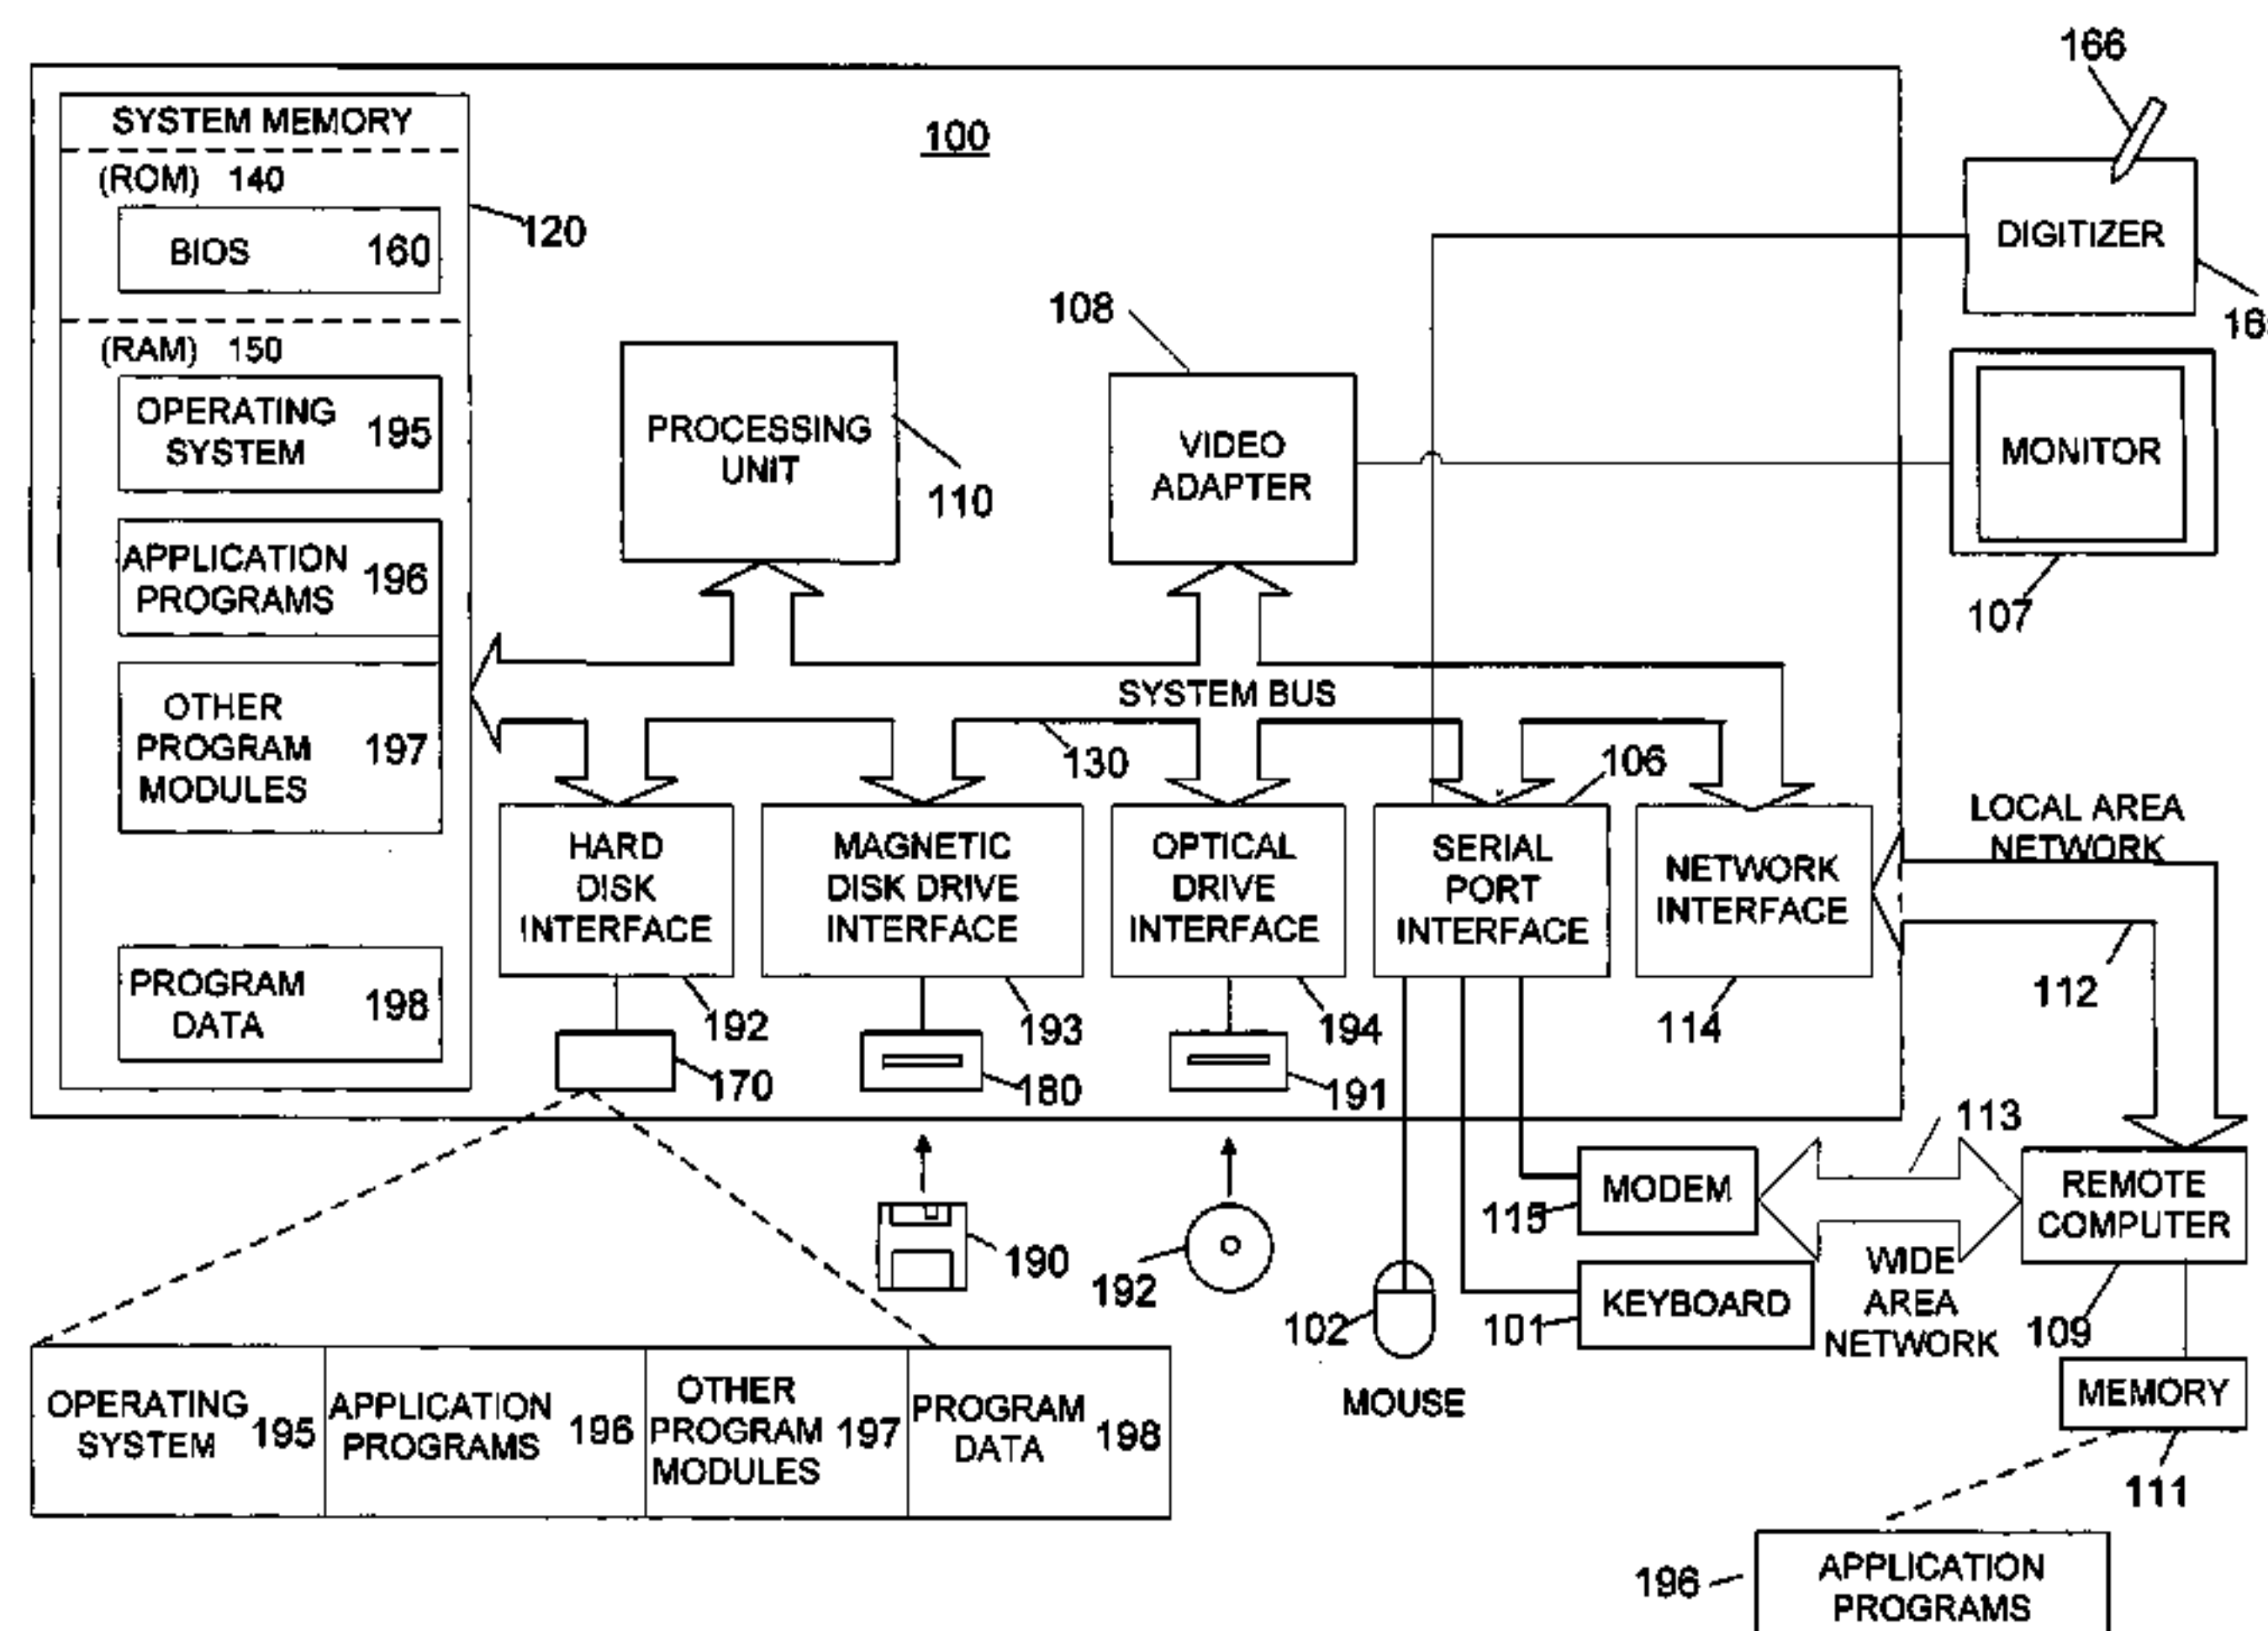 166
SYSTEM MEMORY
100
(ROM) 140
BIOS 160
120
DIGITIZER
16
108
(RAM) 150
OPERATING
SYSTEM
195
PROCESSING
UNIT
110
VIDEO
ADAPTER
MONITOR
107
APPLICATION
PROGRAMS
196
OTHER
PROGRAM
MODULES
197
SYSTEM BUS
130
106
PROGRAM
DATA
198
HARD
DISK
INTERFACE
192
170
MAGNETIC
DISK DRIVE
INTERFACE
193
180
OPTICAL
DRIVE
INTERFACE
194
191
SERIAL
PORT
INTERFACE
NETWORK
INTERFACE
114
LOCAL AREA
NETWORK
112
113
190
192
102
MOUSE
MODEM
115
KEYBOARD
101
WIDE
AREA
NETWORK
REMOTE
COMPUTER
109
MEMORY
111
OPERATING
SYSTEM
195
APPLICATION
PROGRAMS
196
OTHER
PROGRAM
MODULES
197
PROGRAM
DATA
198
196
APPLICATION
PROGRAMS